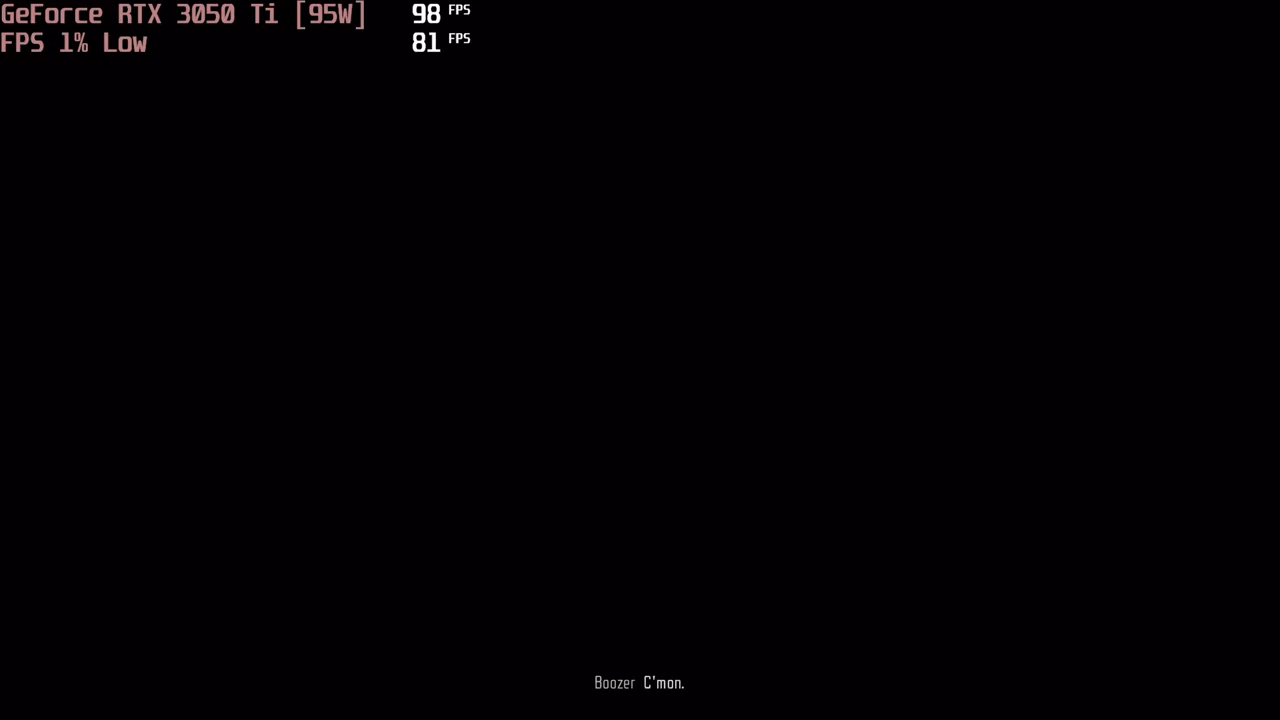 GeForce RTX 3050 Ti [95W] 98 FPS
FPS 1% Low 81 FPS
Boozer C'mon.